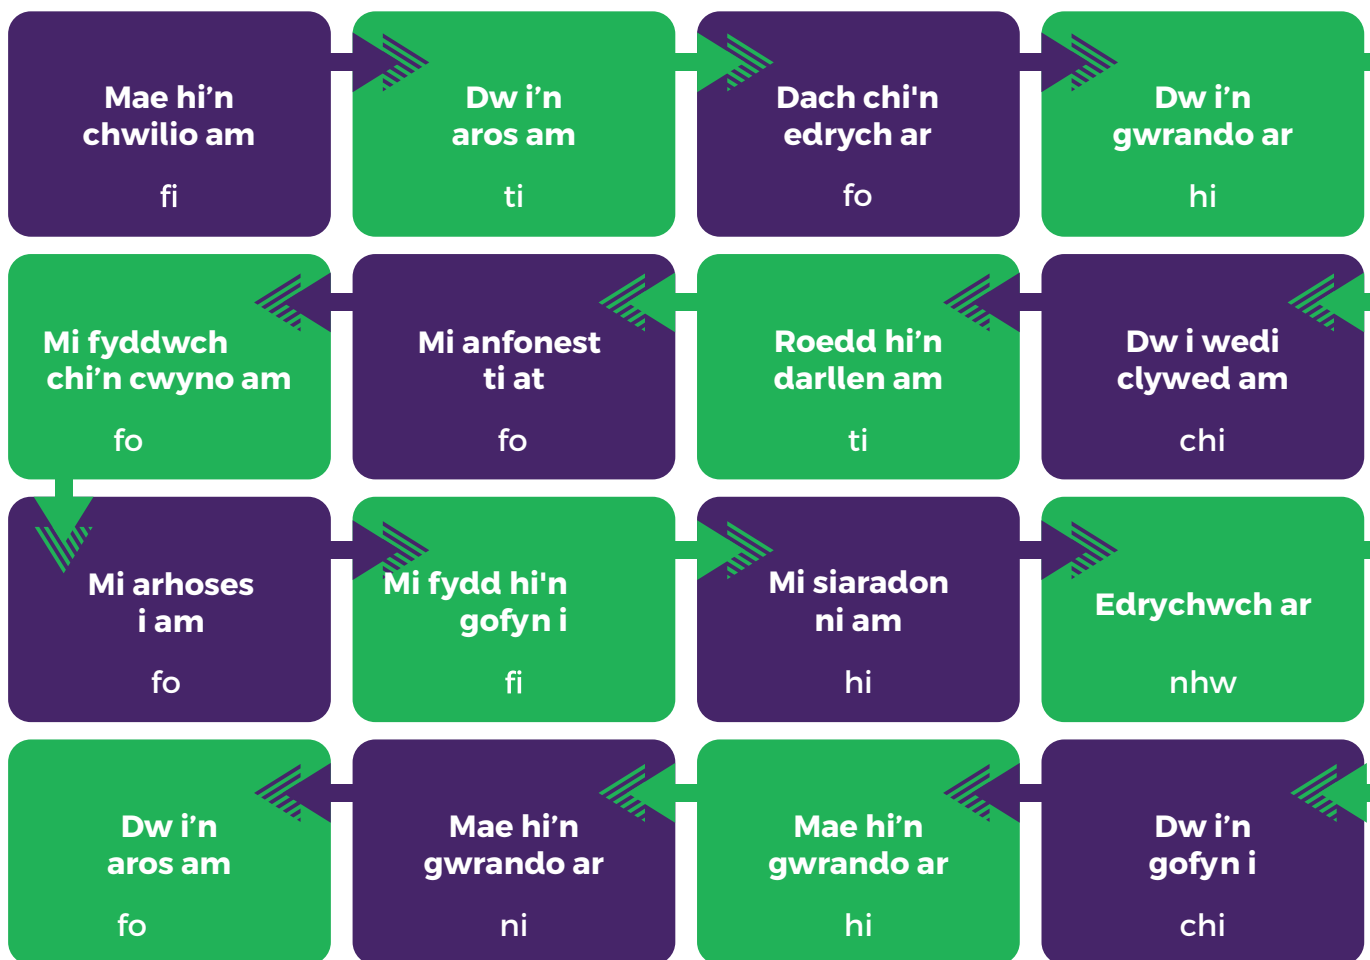 Mae hi’n
chwilio am
fi
Dw i’n
aros am
ti
Dach chi'n
edrych ar
fo
Dw i’n
gwrando ar
hi
Mi fyddwch
chi’n cwyno am
fo
Mi anfonest
ti at
fo
Roedd hi’n
darllen am
ti
Dw i wedi
clywed am
chi
Mi arhoses
i am
fo
Mi fydd hi'n
gofyn i
fi
Mi siaradon
ni am
hi
Edrychwch ar
nhw
Dw i’n
aros am
fo
Mae hi’n
gwrando ar
ni
Mae hi’n
gwrando ar
hi
Dw i’n
gofyn i
chi